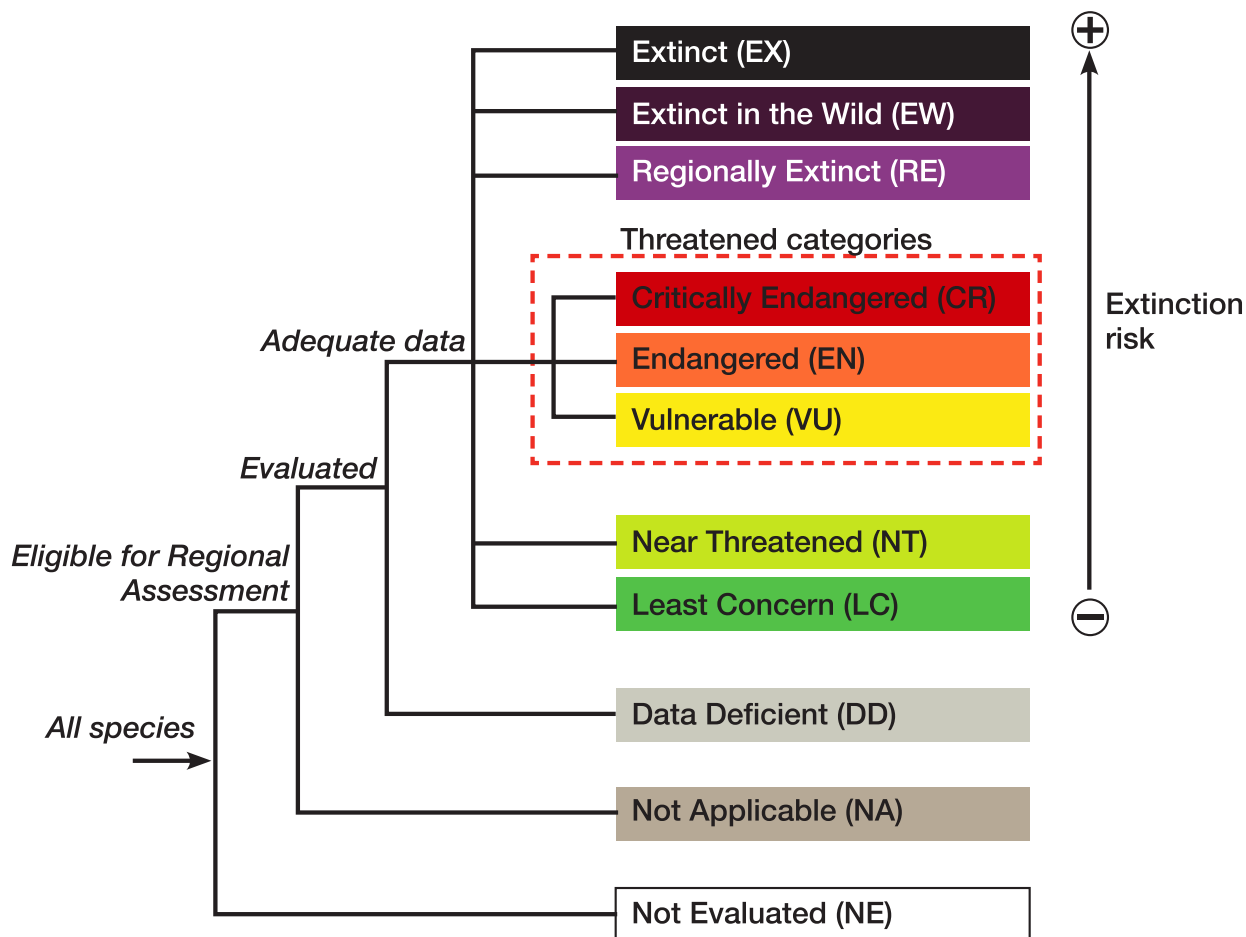 Extinct (EX)
Extinct in the Wild (EW)
Regionally Extinct (RE)
Threatened categories
Critically Endangered (CR)
Extinction
risk
Adequate data
Endangered (EN)
Vulnerable (VU)
Evaluated
Eligible for Regional
Assessment
Near Threatened (NT)
Least Concern (LC)
All species
Data Deficient (DD)
Not Applicable (NA)
Not Evaluated (NE)